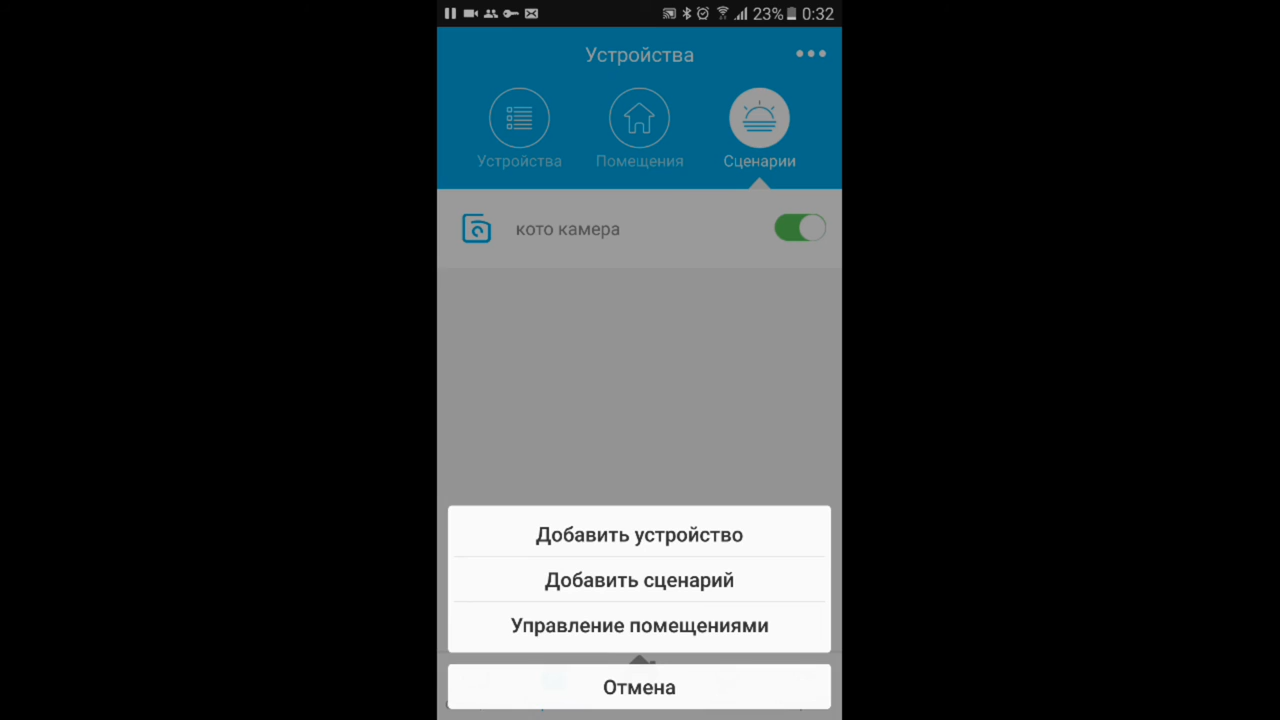 23% 0:32
Устройства
Устройства Помещения Сценарии
кото камера
Добавить устройство
Добавить сценарий
Управление помещениями
Отмена